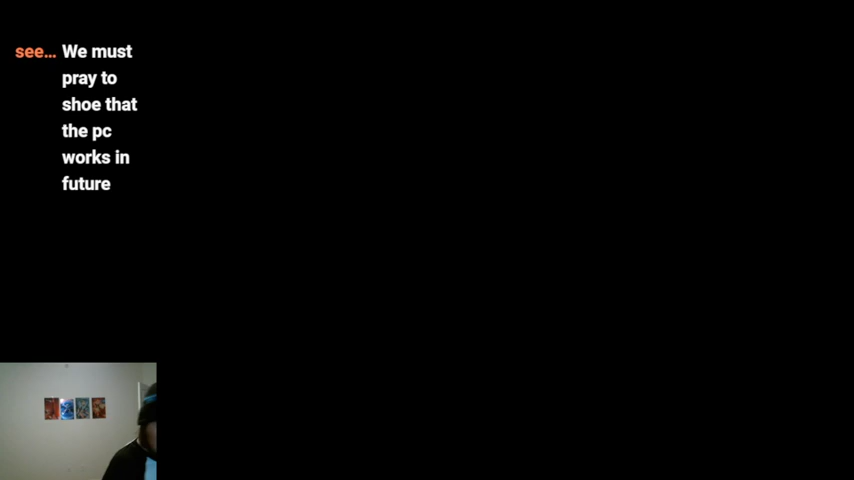 see... We must
pray to
shoe that
the pc
works in
future